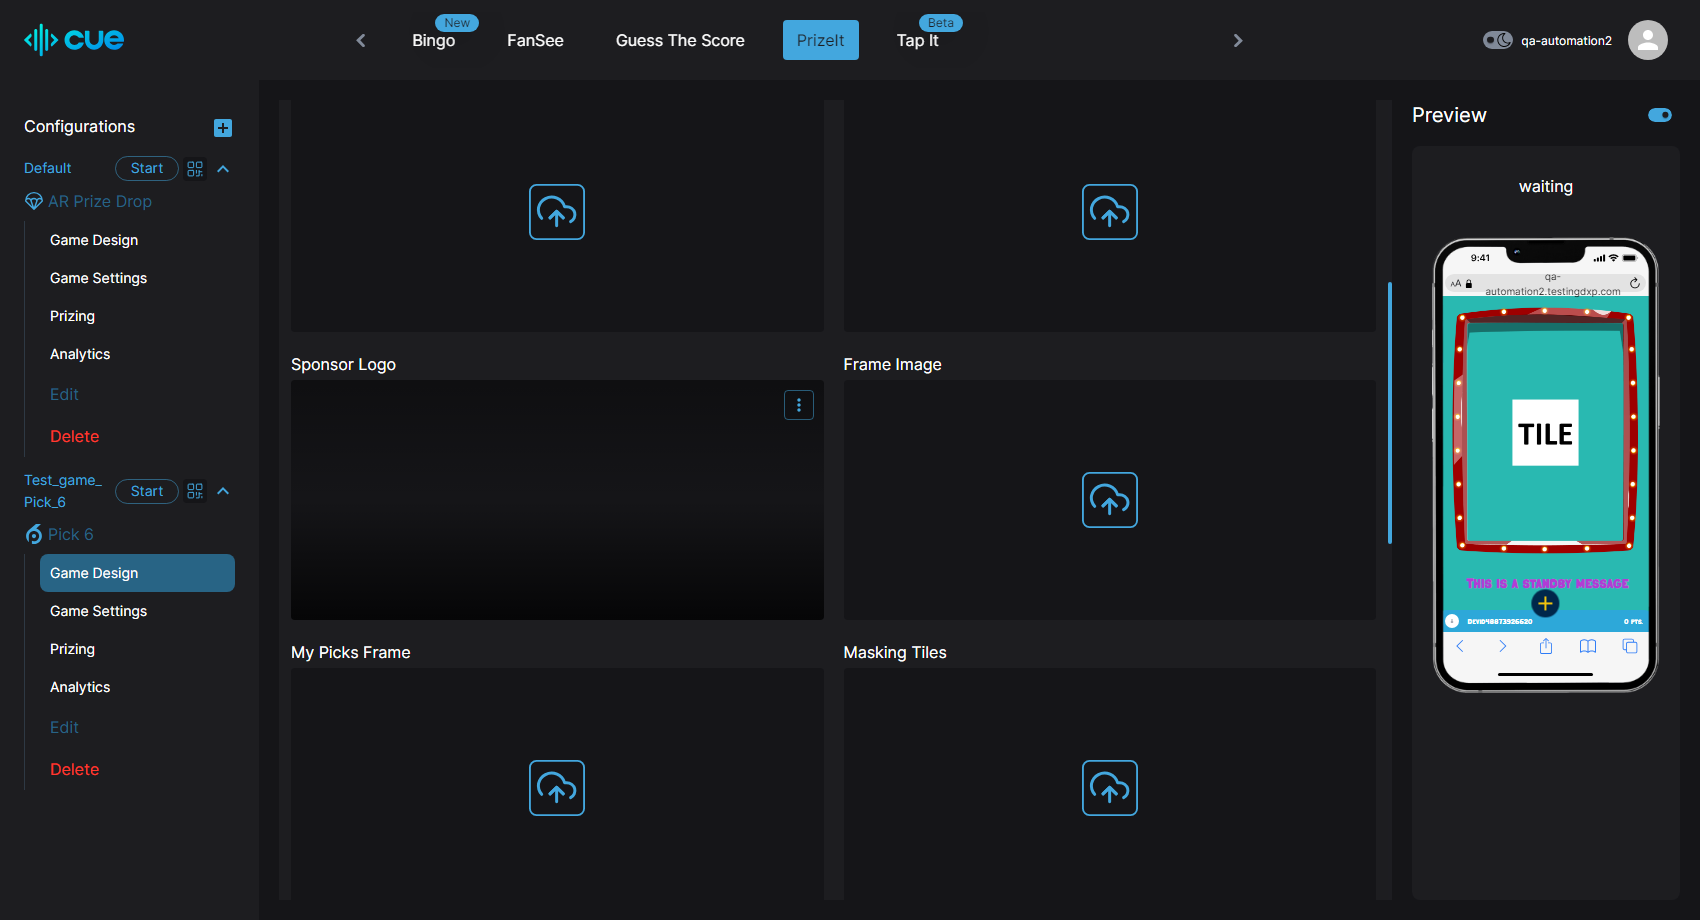 cue
New
Beta
Bingo
FanSee
Guess The Score
PrizeIt
Tap It
qa-automation2
Configurations
Default
Start
AR Prize Drop
Game Design
Game Settings
Prizing
Analytics
Edit
Delete
Test_game_
Pick_6
Start
Pick 6
Game Design
Game Settings
Prizing
Analytics
Edit
Delete
Sponsor Logo
Frame Image
My Picks Frame
Masking Tiles
Preview
waiting
9:41
AA
qa-
automation2.testingdxp.com
TILE
THIS IS A STANDBY MESSAGE
0 PTS.